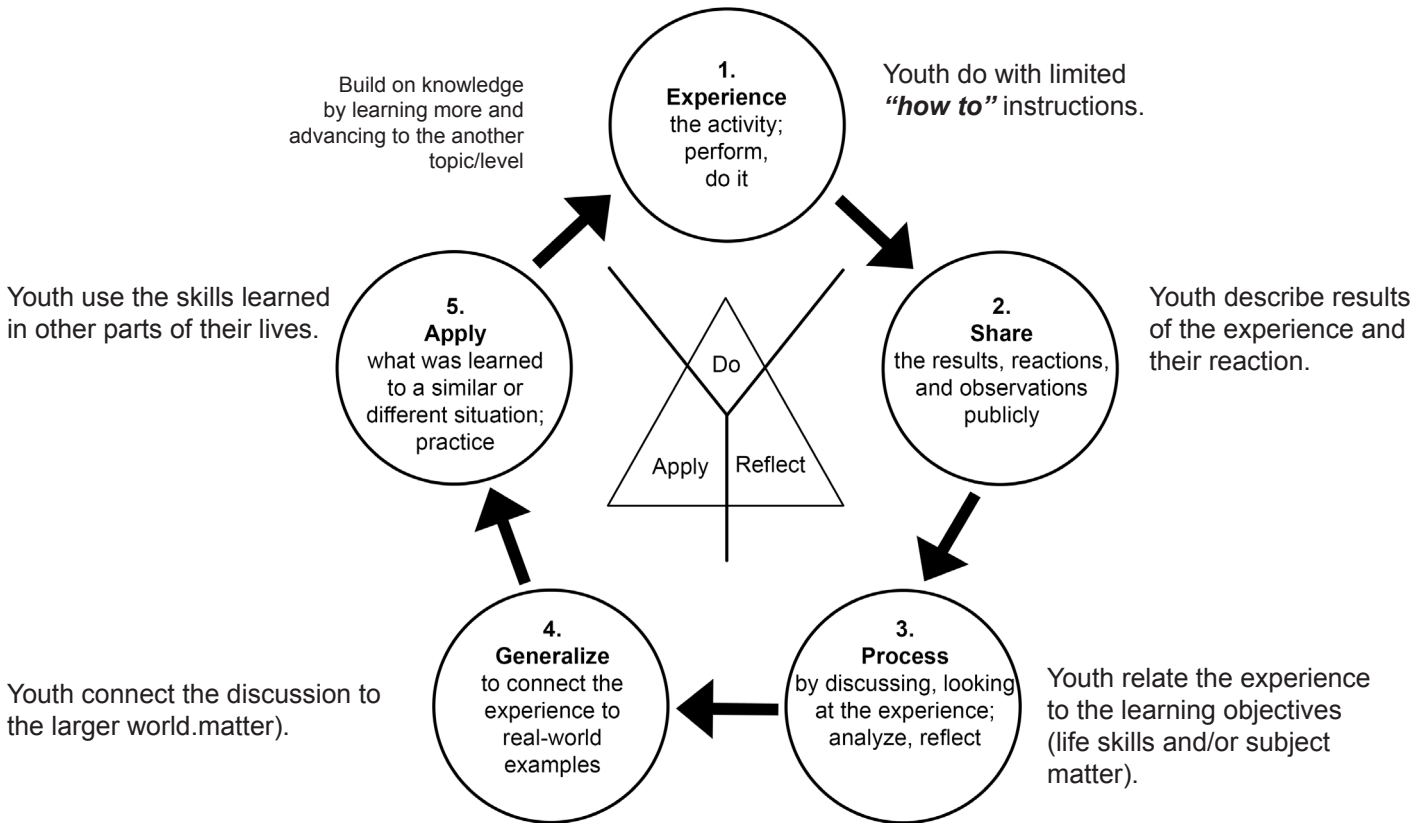 Build on knowledge
by learning more and
advancing to the another
topic/level
1.
Experience
the activity;
perform,
do it
Youth do with limited
“how to” instructions.
2.
Share
the results, reactions,
and observations
publicly
Youth describe results
of the experience and
their reaction.
3.
Process
by discussing, looking
at the experience;
analyze, reflect
Youth relate the experience
to the learning objectives
(life skills and/or subject
matter).
4.
Generalize
to connect the
experience to
real-world
examples
Youth connect the discussion to
the larger world.matter).
5.
Apply
what was learned
to a similar or
different situation;
practice
Youth use the skills learned
in other parts of their lives.
Do
Apply
Reflect